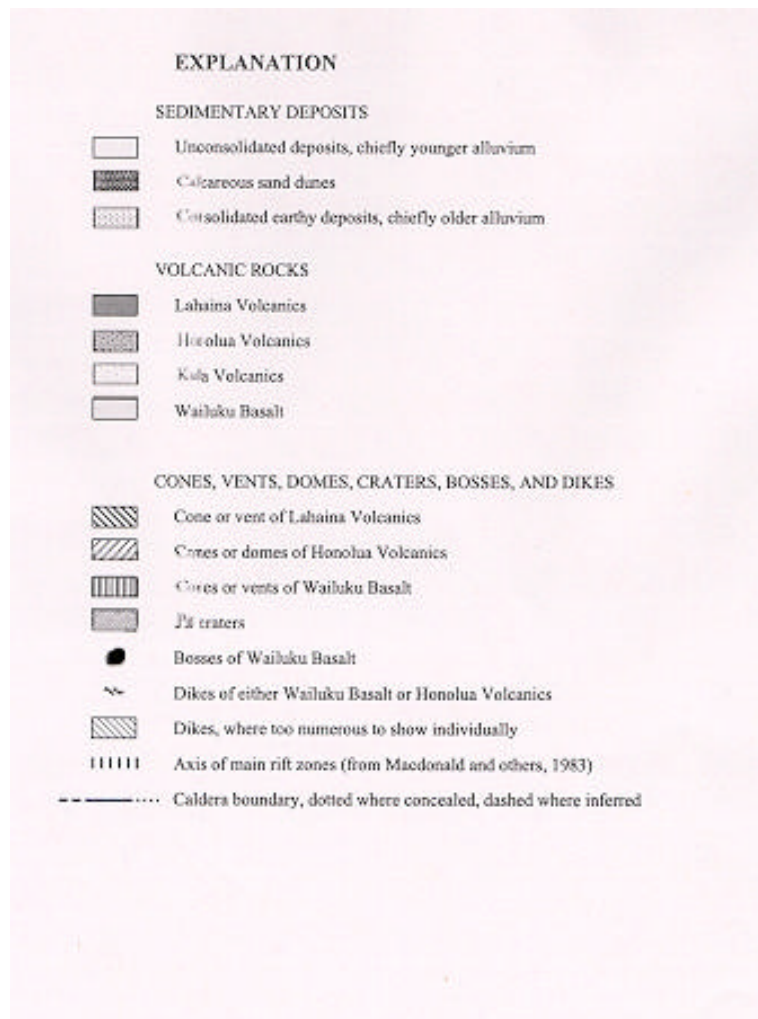 EXPLANATION
SEDIMENTARY DEPOSITS
Unconsolidated deposits, chiefly younger alluvium
Calcareous sand dunes
Consolidated earthy deposits, chiefly older alluvium
VOLCANIC ROCKS
Lahaina Volcanics
Honolua Volcanics
Kula Volcanics
Wailuku Basalt
CONES, VENTS, DOMES, CRATERS, BOSSES, AND DIKES
Cone or vent of Lahaina Volcanics
Cones or domes of Honolua Volcanics
Cones or vents of Wailuku Basalt
Pit craters
Bosses of Wailuku Basalt
Dikes of either Wailuku Basalt or Honolua Volcanics
Dikes, where too numerous to show individually
Axis of main rift zones (from Macdonald and others, 1983)
Caldera boundary, dotted where concealed, dashed where inferred